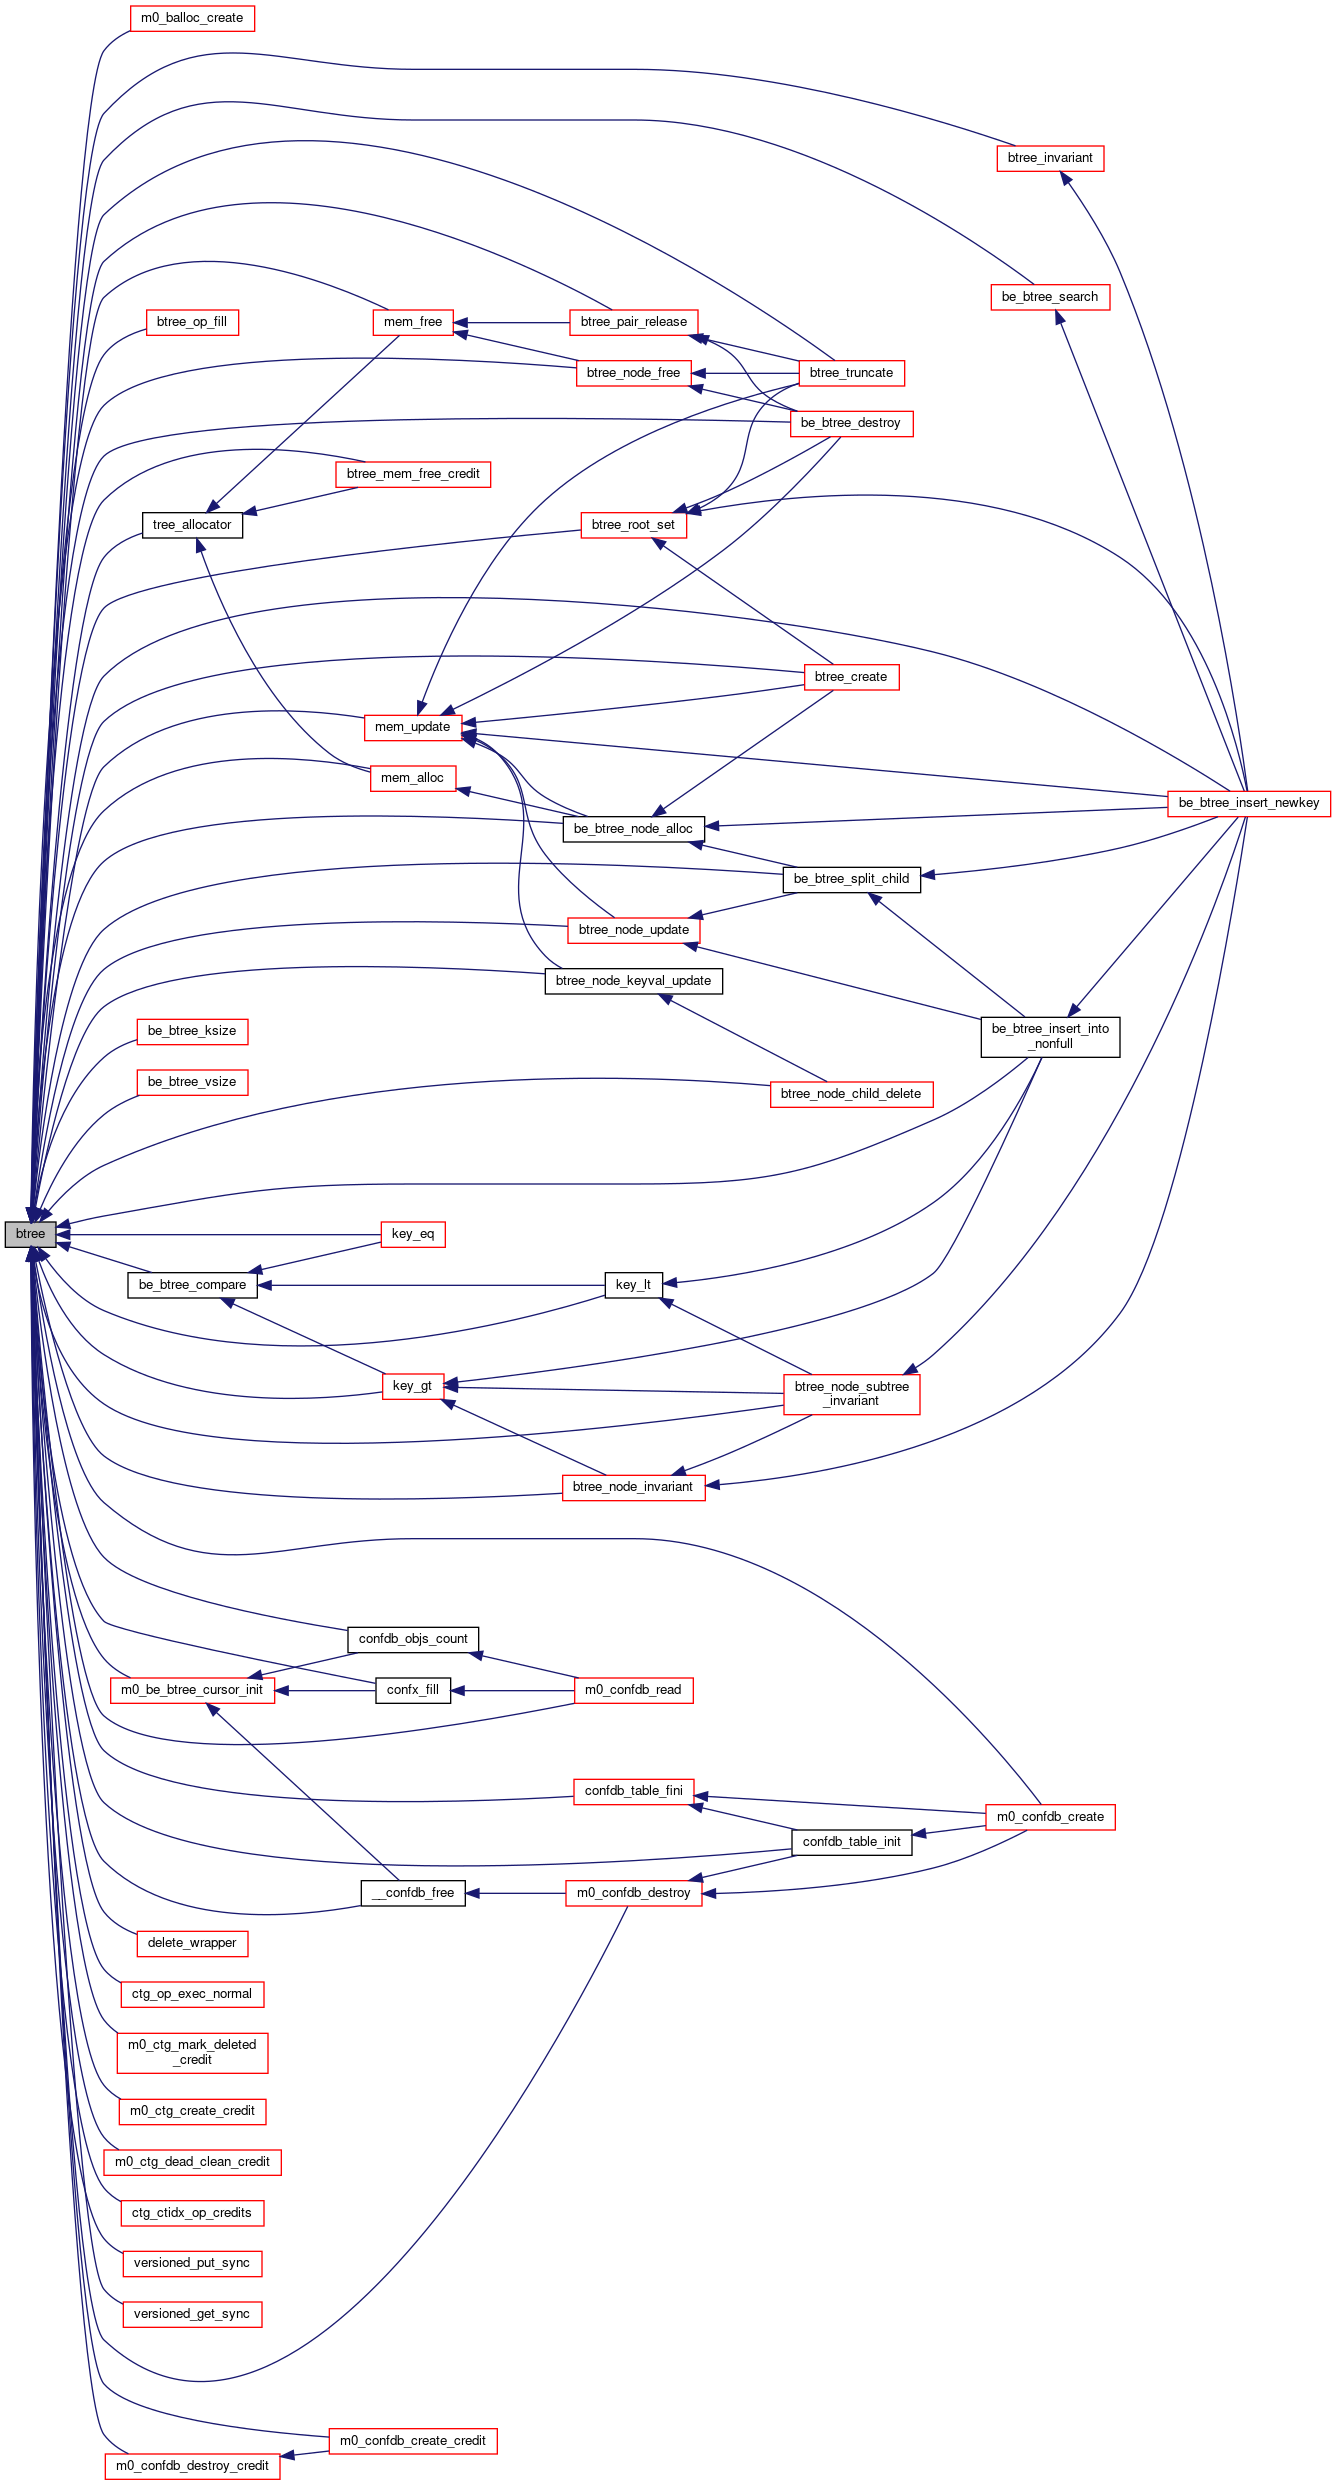 m0_balloc_create
btree_invariant
be_btree_search
btree_op_fill
mem_free
btree_pair_release
btree_node_free
btree_truncate
be_btree_destroy
btree_mem_free_credit
tree_allocator
btree_root_set
btree_create
mem_update
mem_alloc
be_btree_insert_newkey
be_btree_node_alloc
be_btree_split_child
btree_node_update
btree_node_keyval_update
be_btree_ksize
be_btree_insert_into
_nonfull
be_btree_vsize
btree_node_child_delete
btree
key_eq
be_btree_compare
key_lt
key_gt
btree_node_subtree
_invariant
btree_node_invariant
confdb_objs_count
m0_be_btree_cursor_init
confx_fill
m0_confdb_read
confdb_table_fini
m0_confdb_create
confdb_table_init
__confdb_free
m0_confdb_destroy
delete_wrapper
ctg_op_exec_normal
m0_ctg_mark_deleted
_credit
m0_ctg_create_credit
m0_ctg_dead_clean_credit
ctg_ctidx_op_credits
versioned_put_sync
versioned_get_sync
m0_confdb_create_credit
m0_confdb_destroy_credit